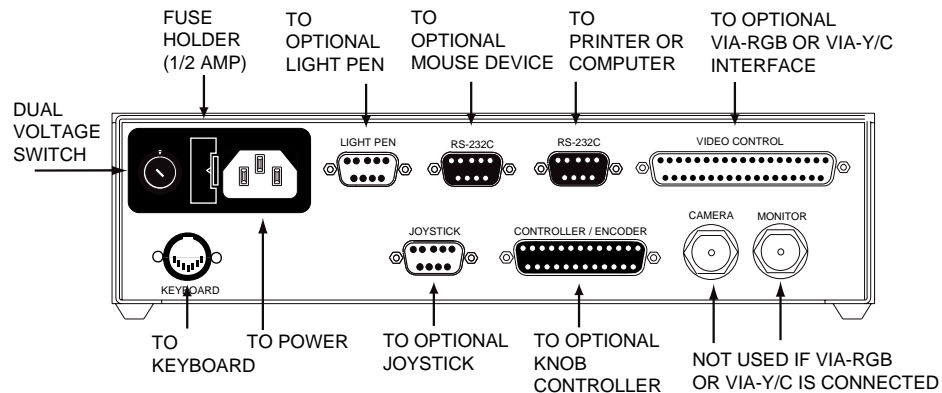 FUSE
HOLDER
(1/2 AMP)
TO
OPTIONAL
LIGHT PEN
TO
OPTIONAL
MOUSE DEVICE
TO
PRINTER OR
COMPUTER
TO OPTIONAL
VIA-RGB OR VIA-Y/C
INTERFACE
DUAL
VOLTAGE
SWITCH
LIGHT PEN
RS-232C
RS-232C
VIDEO CONTROL
JOYSTICK
CONTROLLER / ENCODER
CAMERA
MONITOR
KEYBOARD
TO
KEYBOARD
TO POWER
TO OPTIONAL
JOYSTICK
TO OPTIONAL
KNOB
CONTROLLER
NOT USED IF VIA-RGB
OR VIA-Y/C IS CONNECTED